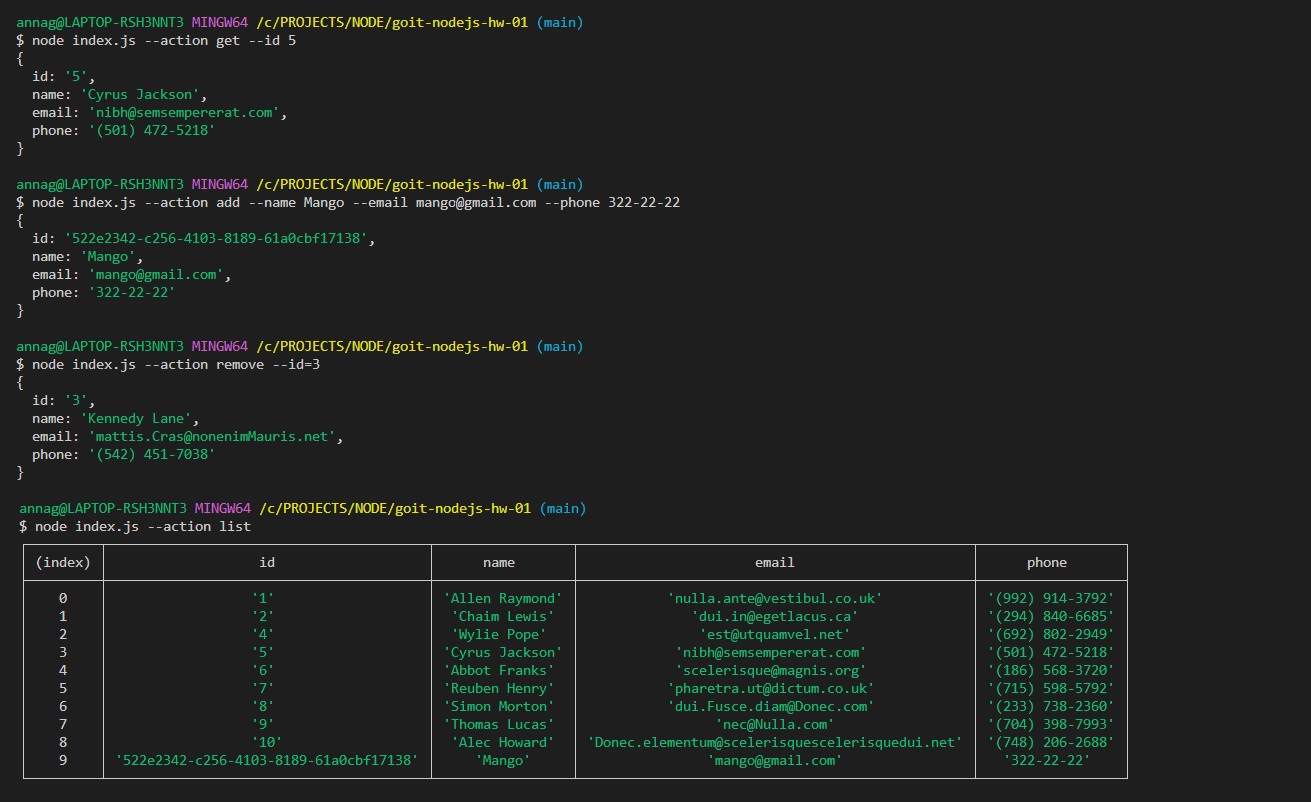 annag@LAPTOP-RSH3NNT3 MINGW64 /c/PROJECTS/NODE/goit-nodejs-hw-01 (main)
$ node index.js --action get --id 5
{
  id: '5',
  name: 'Cyrus Jackson',
  email: 'nibh@semsempererat.com',
  phone: '(501) 472-5218'
}
annag@LAPTOP-RSH3NNT3 MINGW64 /c/PROJECTS/NODE/goit-nodejs-hw-01 (main)
$ node index.js --action add --name Mango --email mango@gmail.com --phone 322-22-22
{
  id: '522e2342-c256-4103-8189-61a0cbf17138',
  name: 'Mango',
  email: 'mango@gmail.com',
  phone: '322-22-22'
}
annag@LAPTOP-RSH3NNT3 MINGW64 /c/PROJECTS/NODE/goit-nodejs-hw-01 (main)
$ node index.js --action remove --id=3
{
  id: '3',
  name: 'Kennedy Lane',
  email: 'mattis.Cras@nonenimMauris.net',
  phone: '(542) 451-7038'
}
annag@LAPTOP-RSH3NNT3 MINGW64 /c/PROJECTS/NODE/goit-nodejs-hw-01 (main)
$ node index.js --action list
(index) id name email phone
0 '1' 'Allen Raymond' 'nulla.ante@vestibul.co.uk' '(992) 914-3792'
1 '2' 'Chaim Lewis' 'dui.in@egetlacus.ca' '(294) 840-6685'
2 '4' 'Wylie Pope' 'est@utquamvel.net' '(692) 802-2949'
3 '5' 'Cyrus Jackson' 'nibh@semsempererat.com' '(501) 472-5218'
4 '6' 'Abbot Franks' 'scelerisque@magnis.org' '(186) 568-3720'
5 '7' 'Reuben Henry' 'pharetra.ut@dictum.co.uk' '(715) 598-5792'
6 '8' 'Simon Morton' 'dui.Fusce.diam@Donec.com' '(233) 738-2360'
7 '9' 'Thomas Lucas' 'nec@Nulla.com' '(704) 398-7993'
8 '10' 'Alec Howard' 'Donec.elementum@scelerisquescelerisquedui.net' '(748) 206-2688'
9 '522e2342-c256-4103-8189-61a0cbf17138' 'Mango' 'mango@gmail.com' '322-22-22'